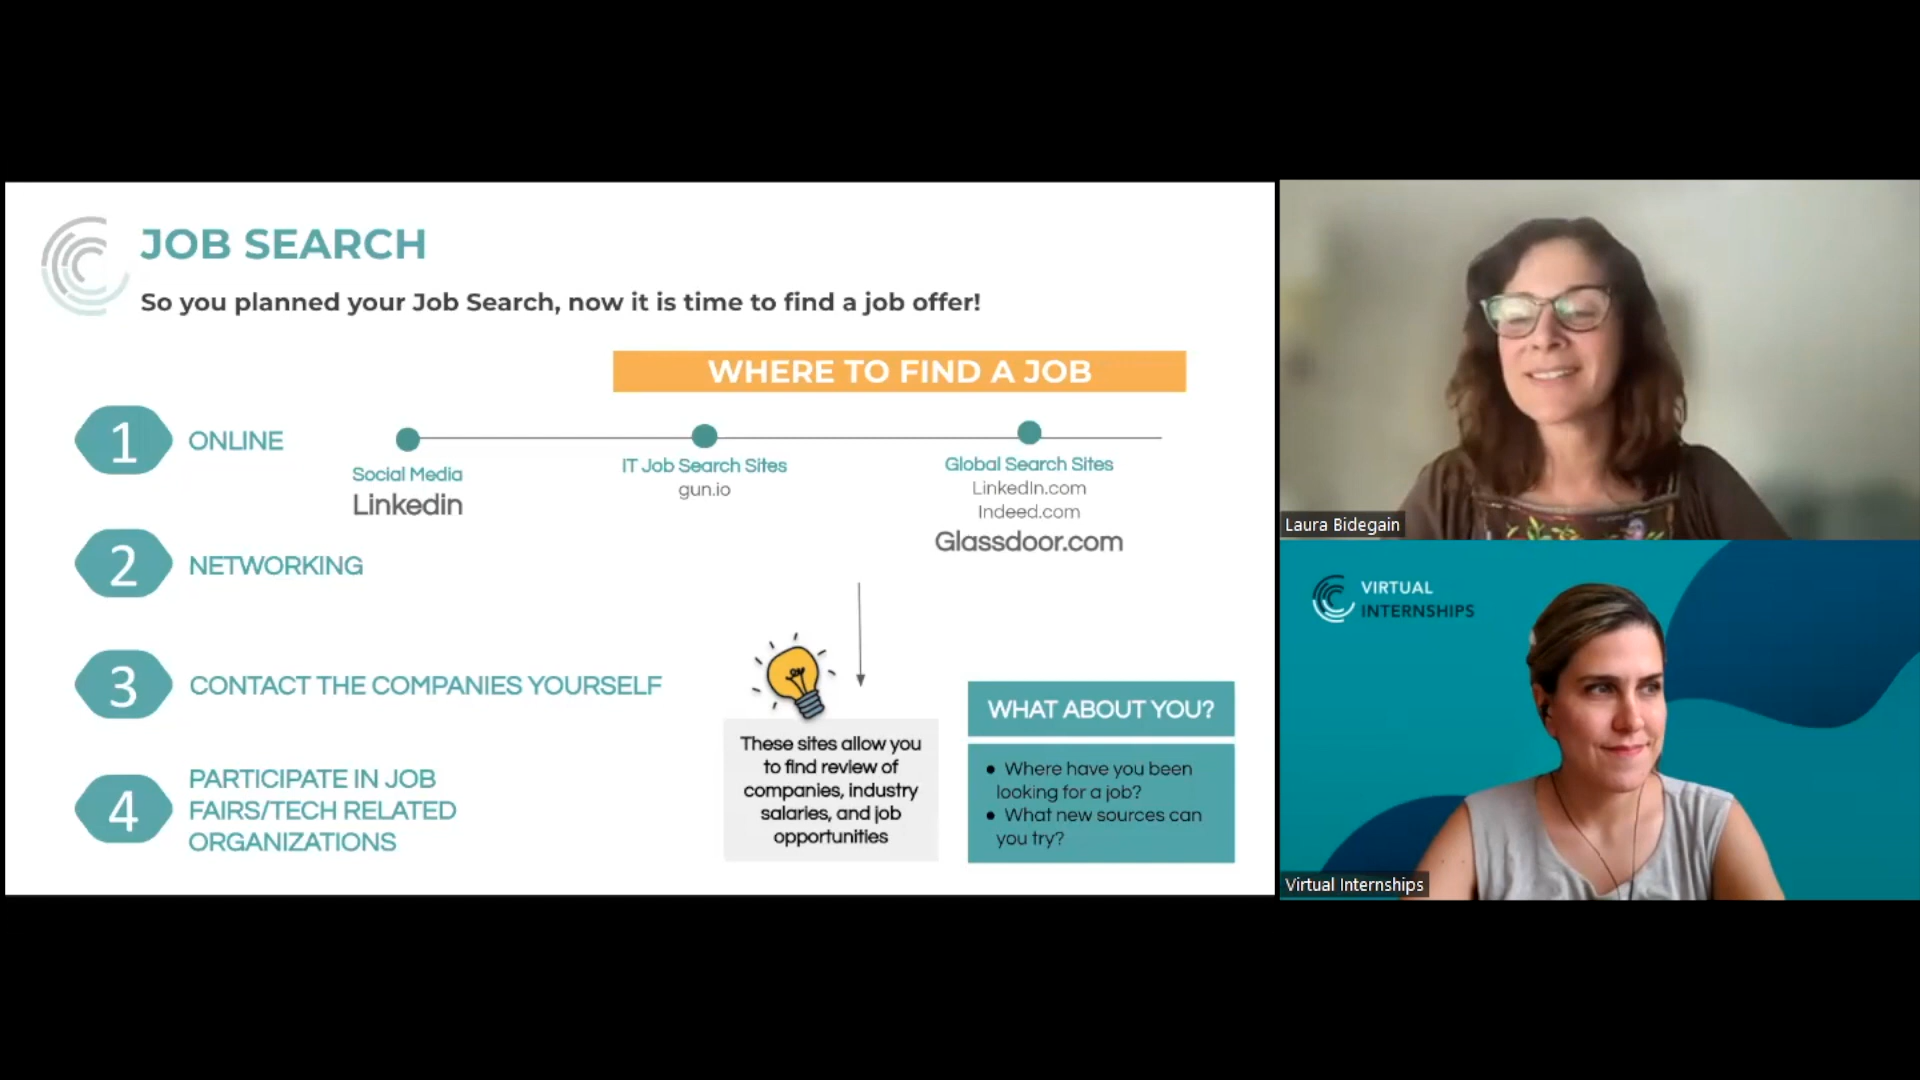 JOB SEARCH
So you planned your Job Search, now it is time to find a job offer!
WHERE TO FIND A JOB
1 ONLINE
Social Media
Linkedin
IT Job Search Sites
gun.io
Global Search Sites
LinkedIn.com
Indeed.com
Glassdoor.com
2 NETWORKING
3 CONTACT THE COMPANIES YOURSELF
4 PARTICIPATE IN JOB
FAIRS/TECH RELATED
ORGANIZATIONS
These sites allow you
to find review of
companies, industry
salaries, and job
opportunities
WHAT ABOUT YOU?
● Where have you been
looking for a job?
● What new sources can
you try?
Laura Bidegain
VIRTUAL
INTERNSHIPS
Virtual Internships